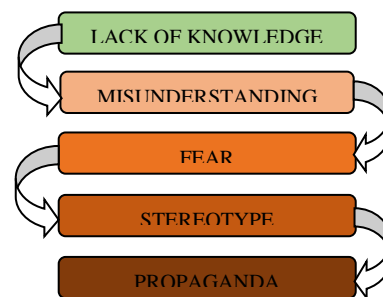 LACK OF KNOWLEDGE
MISUNDERSTANDING
FEAR
STEREOTYPE
PROPAGANDA